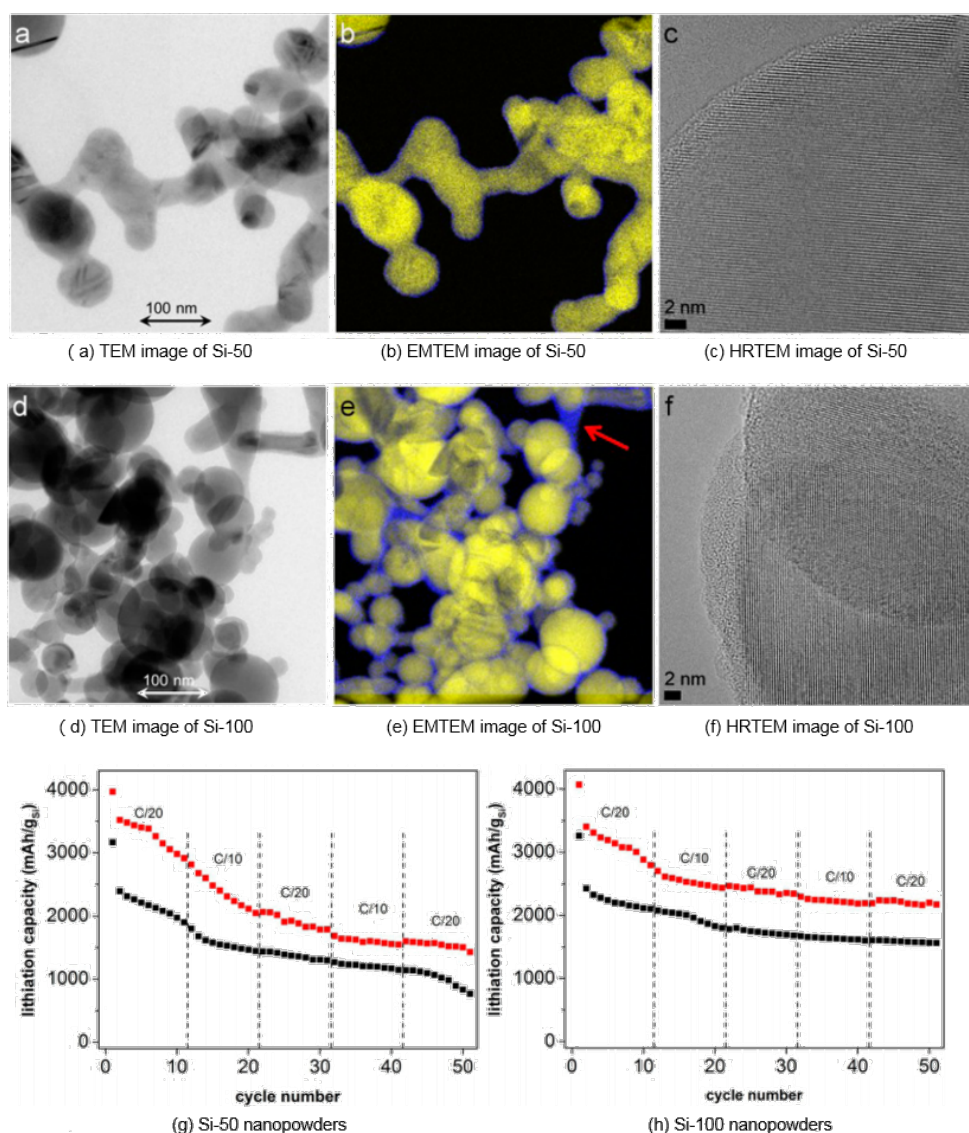 a b c
100 nm
2 nm
( a) TEM image of Si-50 (b) EMTEM image of Si-50 (c) HRTEM image of Si-50
d e f
100 nm
2 nm
( d) TEM image of Si-100 (e) EMTEM image of Si-100 (f) HRTEM image of Si-100
lithiation capacity (mAh/gSi)
4000
3000
2000
1000
0
C/20
C/10
C/20
C/10
C/20
0 10 20 30 40 50
cycle number
(g) Si-50 nanopowders
lithiation capacity (mAh/gSi)
4000
3000
2000
1000
0
C/20
C/10
C/20
C/10
C/20
0 10 20 30 40 50
cycle number
(h) Si-100 nanopowders